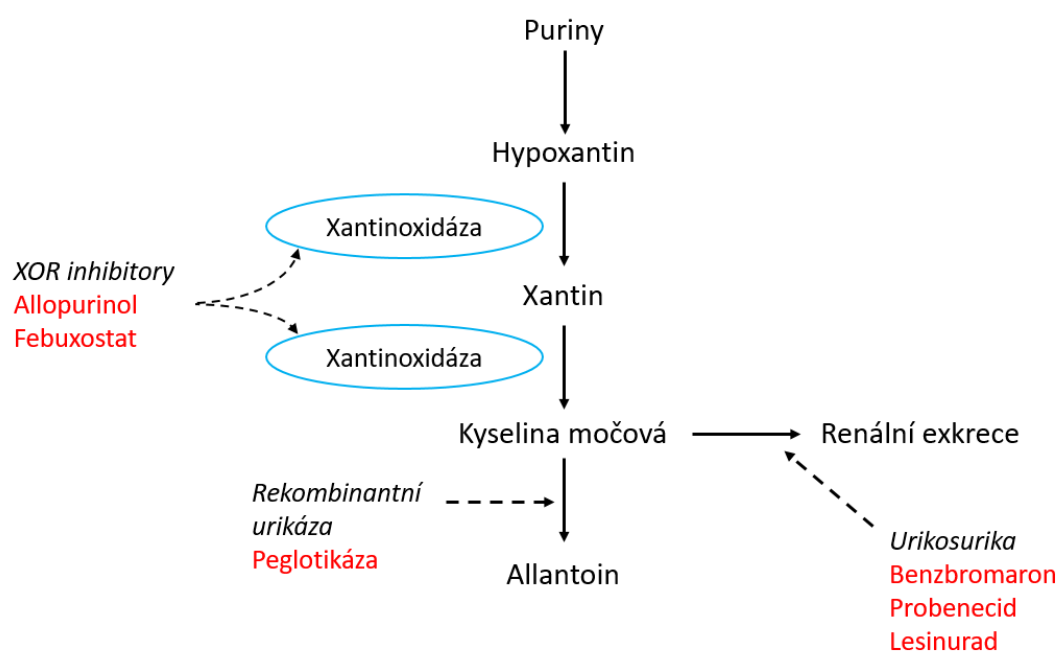 Puriny
Hypoxantin
Xantinoxidáza
XOR inhibitory
Allopurinol
Febuxostat
Xantin
Xantinoxidáza
Kyselina močová
Renální exkrece
Rekombinantní
urikáza
Peglotikáza
Allantoin
Urikosurika
Benzbromaron
Probenecid
Lesinurad